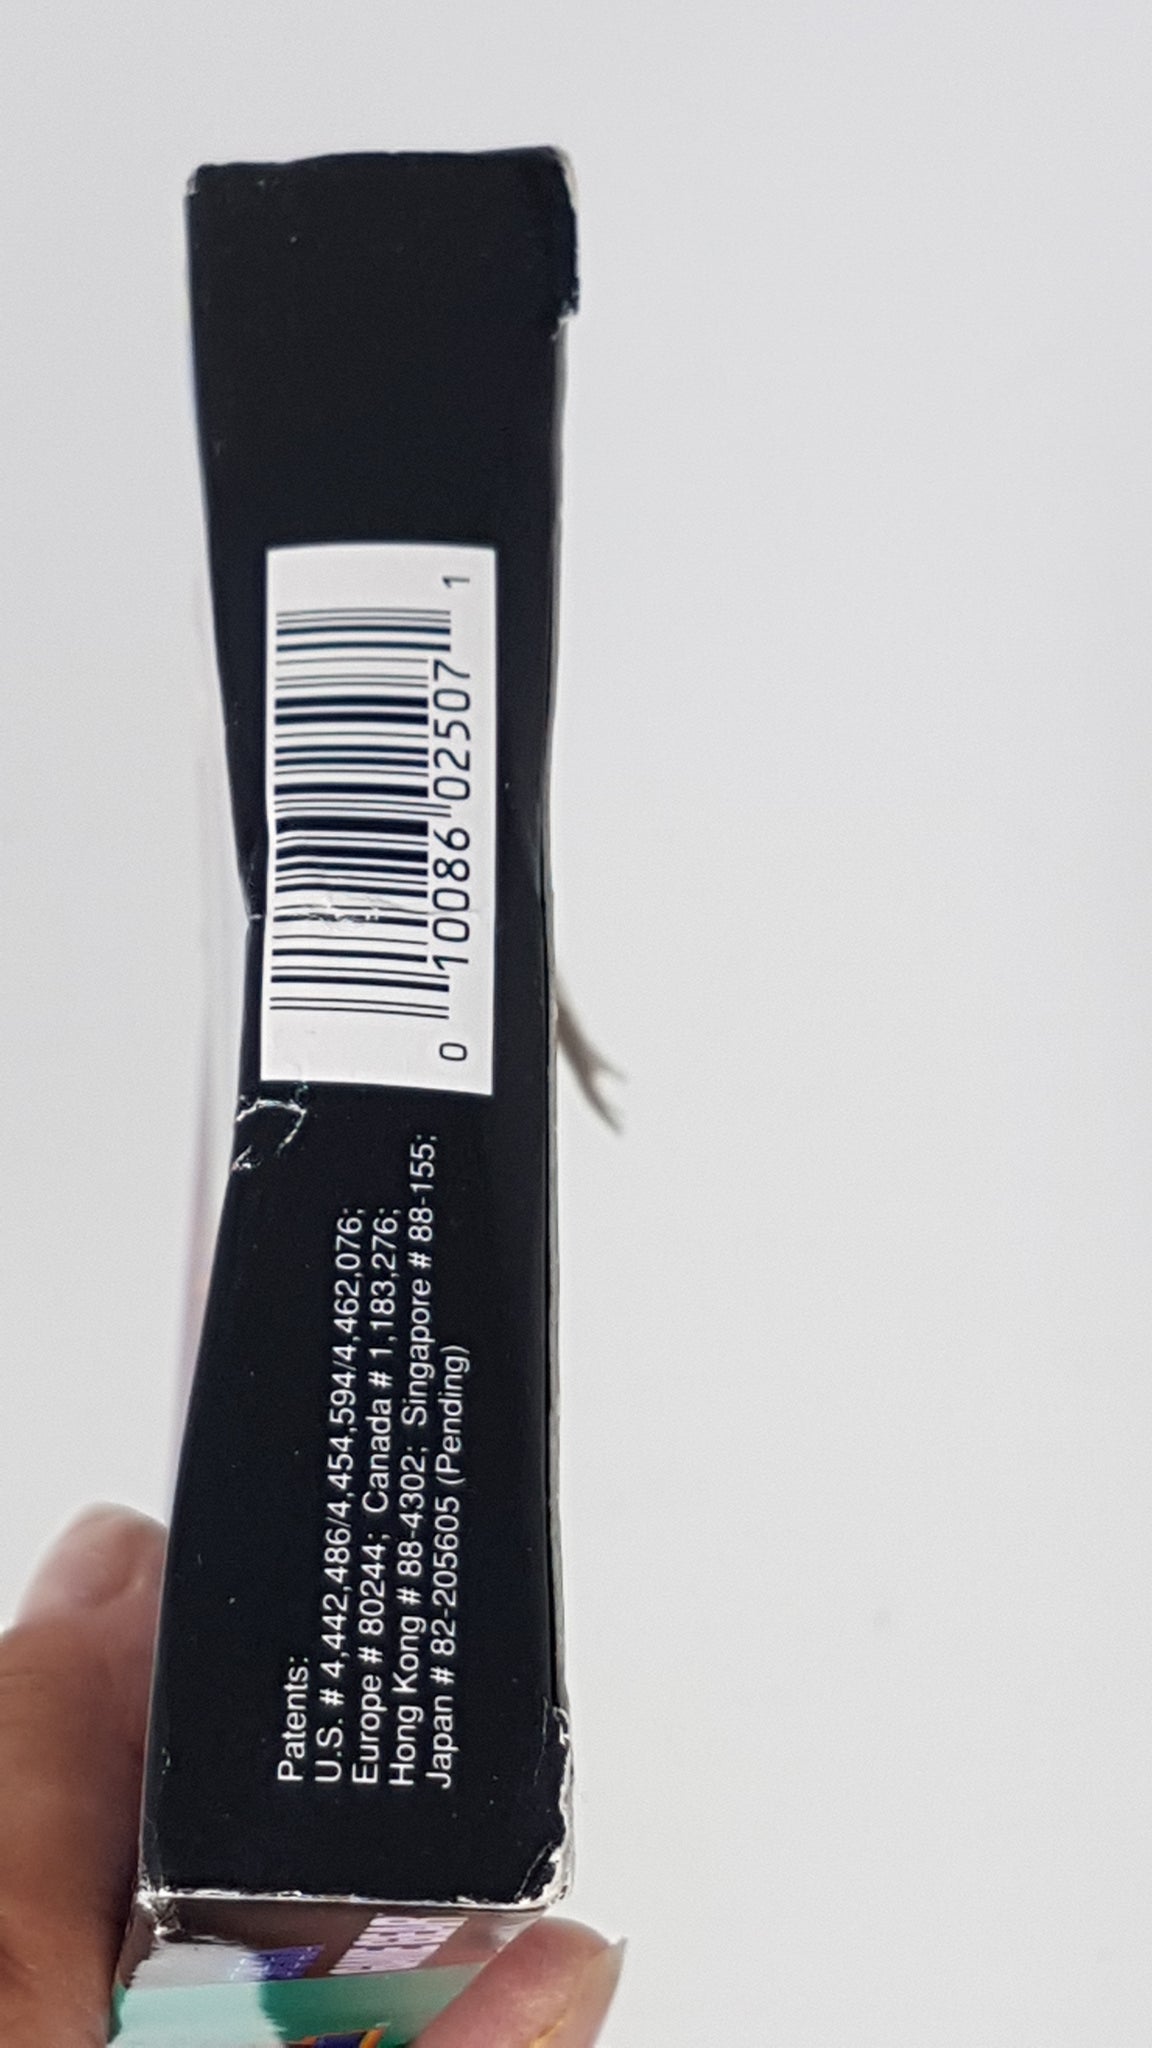 Patents:
U.S. # 4,442,486/4,454,594/4,462,076;
Europe # 80244; Canada # 1,183,276;
Hong Kong # 88-4302; Singapore # 88-155;
Japan # 82-205605 (Pending)
0 10086 02507 1